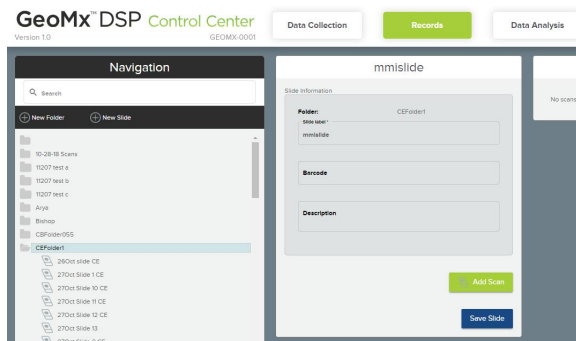 GeoMx™ DSP Control Center
Version 1.0
GEOMX-0001
Data Collection
Records
Data Analysis
Navigation
Search
New Folder
New Slide
10-28-18 Scans
11207 test a
11207 test b
11207 test c
Arya
Bishop
CBFolder055
CEFolder1
26Oct slide CE
27Oct Slide 1 CE
27Oct Slide 10 CE
27Oct Slide 11 CE
27Oct Slide 12 CE
27Oct Slide 13
mmislide
Slide Information
Folder:
CEFolder1
Slide label *
mmislide
Barcode
Description
Add Scan
Save Slide
No scans